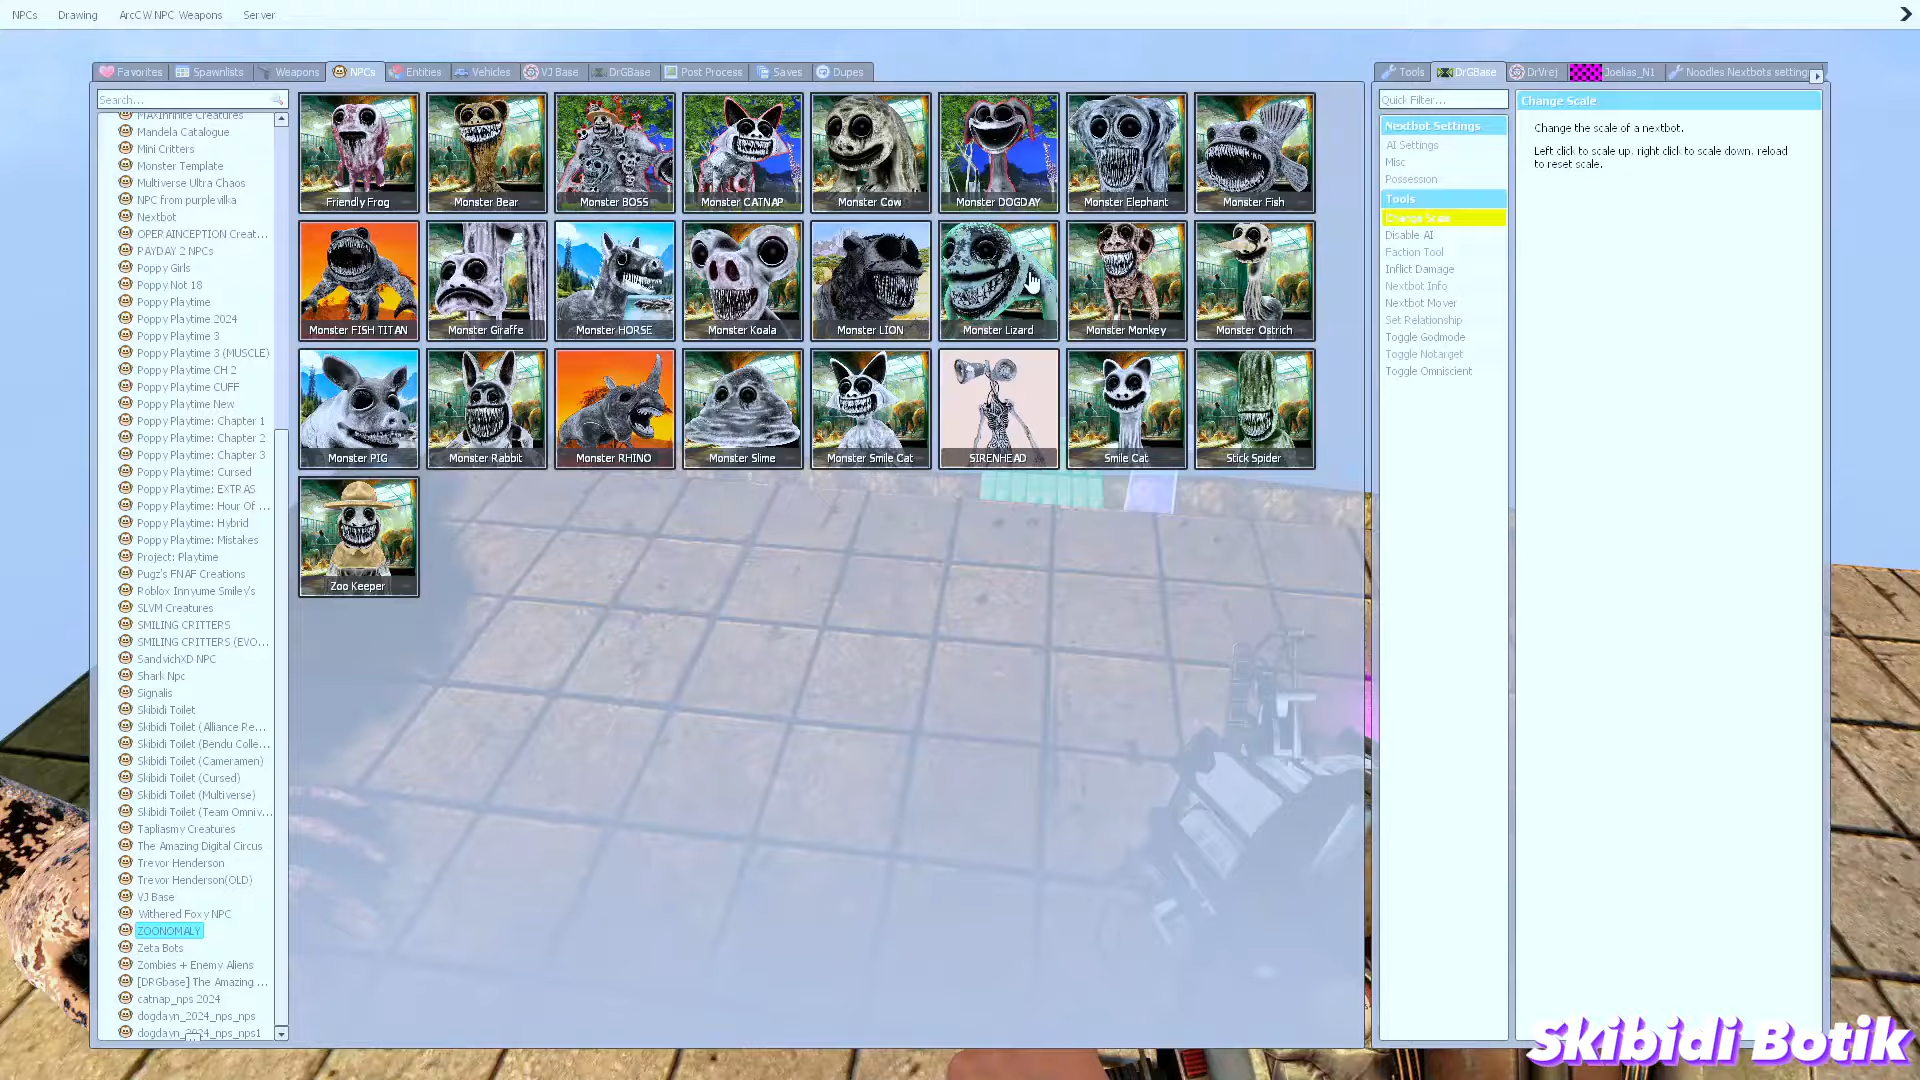 NPCs Drawing ArcCW NPC Weapons Server
Favorites Spawnlists Weapons NPCs Entities Vehicles VJ Base DrGBase Post Process Saves Dupes
Search...
MAXInfinite Creatures
Mandela Catalogue
Mini Critters
Monster Template
Multiverse Ultra Chaos
NPC from purplevilka
Nextbot
OPERAINCEPTION Creat...
PAYDAY 2 NPCs
Poppy Girls
Poppy Not 18
Poppy Playtime
Poppy Playtime 2024
Poppy Playtime 3
Poppy Playtime 3 (MUSCLE)
Poppy Playtime CH 2
Poppy Playtime CUFF
Poppy Playtime New
Poppy Playtime: Chapter 1
Poppy Playtime: Chapter 2
Poppy Playtime: Chapter 3
Poppy Playtime: Cursed
Poppy Playtime: EXTRAS
Poppy Playtime: Hour Of ...
Poppy Playtime: Hybrid
Poppy Playtime: Mistakes
Project: Playtime
Pugz's FNAF Creations
Roblox Innyume Smiley's
SLVM Creatures
SMILING CRITTERS
SMILING CRITTERS (EVO...
SandvichXD NPC
Shark Npc
Signalis
Skibidi Toilet
Skibidi Toilet (Alliance Re...
Skibidi Toilet (Bendu Colle...
Skibidi Toilet (Cameramen)
Skibidi Toilet (Cursed)
Skibidi Toilet (Multiverse)
Skibidi Toilet (Team Omniv...
Tapliasmy Creatures
The Amazing Digital Circus
Trevor Henderson
Trevor Henderson(OLD)
VJ Base
Withered Foxy NPC
ZOONOMALY
Zeta Bots
Zombies + Enemy Aliens
[DRGbase] The Amazing ...
catnap_nps 2024
dogdayn_2024_nps_nps
dogdayn_2024_nps_nps1
Friendly Frog Monster Bear Monster BOSS Monster CATNAP Monster Cow Monster DOGDAY Monster Elephant Monster Fish
Monster FISH TITAN Monster Giraffe Monster HORSE Monster Koala Monster LION Monster Lizard Monster Monkey Monster Ostrich
Monster PIG Monster Rabbit Monster RHINO Monster Slime Monster Smile Cat SIRENHEAD Smile Cat Stick Spider
Zoo Keeper
Tools DrGBase DrVrej Joelias_N1 Noodles Nextbots setting
Quick Filter...
Nextbot Settings
AI Settings
Misc
Possession
Tools
Change Scale
Disable AI
Faction Tool
Inflict Damage
Nextbot Info
Nextbot Mover
Set Relationship
Toggle Godmode
Toggle Notarget
Toggle Omniscient
Change Scale
Change the scale of a nextbot.
Left click to scale up, right click to scale down, reload
to reset scale.
Skibidi Botik